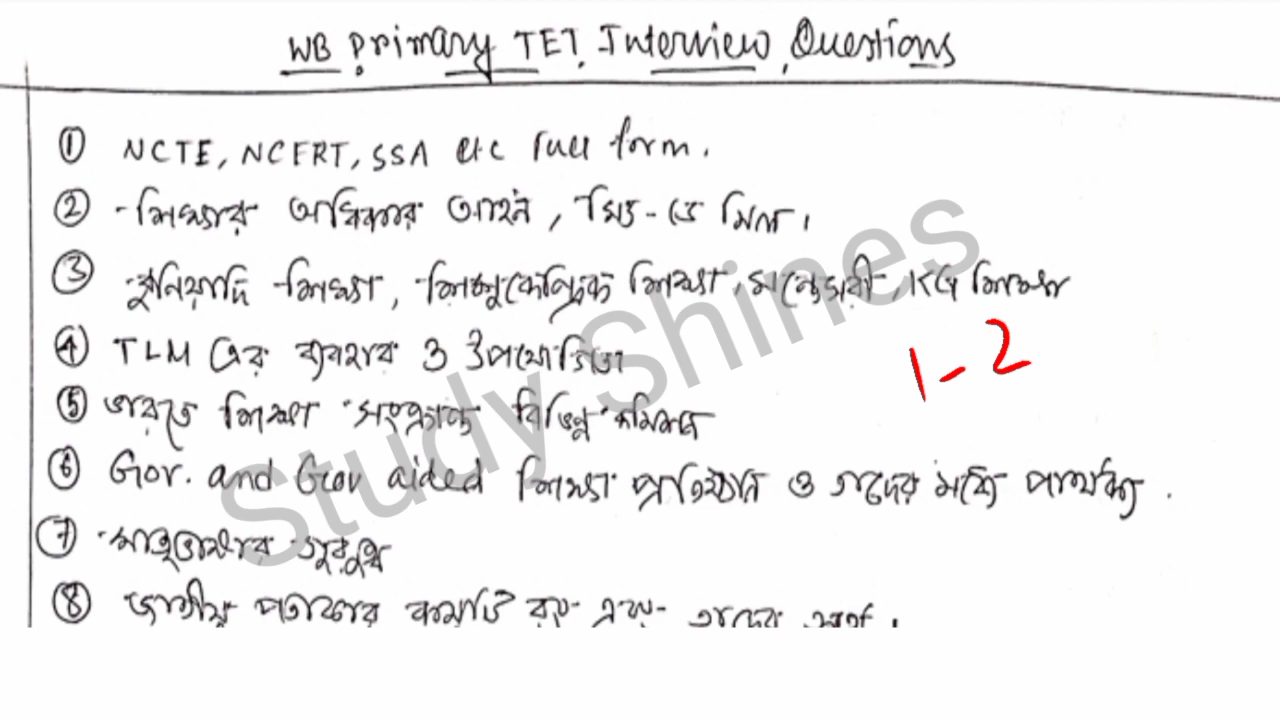 WB Primary TET Interview Questions
① NCTE, NCERT, SSA etc full form.
② শিক্ষার অধিকার আইন, মিড-ডে মিল।
③ বুনিয়াদি শিক্ষা, শিশুকেন্দ্রিক শিক্ষা, মন্তেসরী, KG শিক্ষা
④ TLM এর ব্যবহার ও উপযোগিতা
⑤ ভারতে শিক্ষা সংক্রান্ত বিভিন্ন কমিশন
1-2
⑥ Gov. and Gov aided শিক্ষা প্রতিষ্ঠান ও তাদের মধ্যে পার্থক্য.
⑦ মাতৃভাষার গুরুত্ব
⑧ জাতীয় পতাকার কয়টি রং এবং তাদের অর্থ।
Study Shines